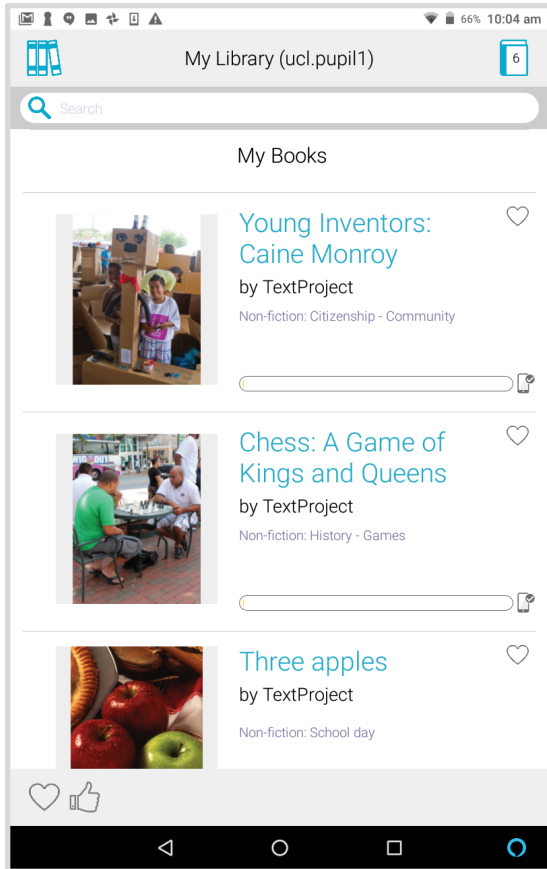 66% 10:04 am
My Library (ucl.pupil1)
6
Search
My Books
Young Inventors:
Caine Monroy
by TextProject
Non-fiction: Citizenship - Community
Chess: A Game of
Kings and Queens
by TextProject
Non-fiction: History - Games
Three apples
by TextProject
Non-fiction: School day